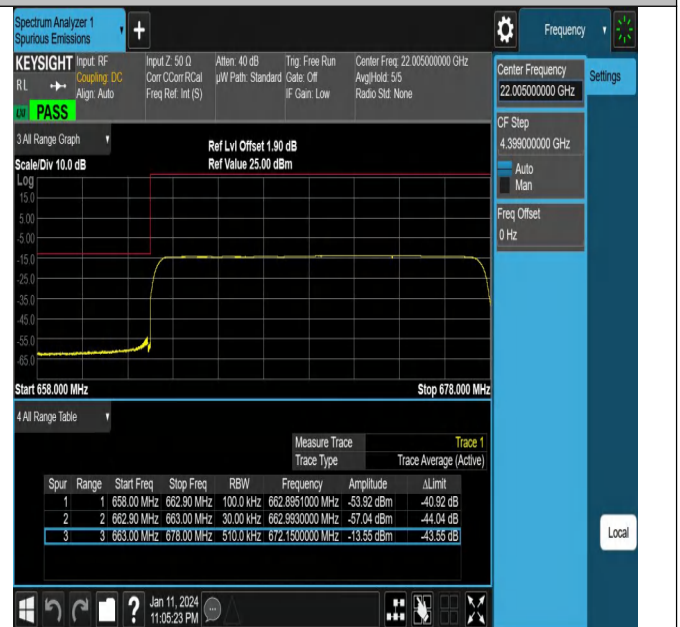 Spectrum Analyzer 1
Spurious Emissions
Frequency
KEYSIGHT Input: RF Input Z: 50 Ω Atten: 40 dB Trig: Free Run Center Freq: 22.005000000 GHz
RL Coupling: DC Corr CCorr RCal µW Path: Standard Gate: Off Avg|Hold: 5/5
Align: Auto Freq Ref: Int (S) IF Gain: Low Radio Std: None
LXI PASS
Center Frequency
22.005000000 GHz
Settings
CF Step
4.399000000 GHz
Auto
Man
Freq Offset
0 Hz
3 All Range Graph
Ref Lvl Offset 1.90 dB
Scale/Div 10.0 dB Ref Value 25.00 dBm
Log
15.0
5.00
-5.00
-15.0
-25.0
-35.0
-45.0
-55.0
-65.0
Start 658.000 MHz Stop 678.000 MHz
4 All Range Table
Measure Trace Trace 1
Trace Type Trace Average (Active)
Spur Range Start Freq Stop Freq RBW Frequency Amplitude ΔLimit
1 1 658.00 MHz 662.90 MHz 100.0 kHz 662.8951000 MHz -53.92 dBm -40.92 dB
2 2 662.90 MHz 663.00 MHz 30.00 kHz 662.9930000 MHz -57.04 dBm -44.04 dB
3 3 663.00 MHz 678.00 MHz 510.0 kHz 672.1500000 MHz -13.55 dBm -43.55 dB
Local
? Jan 11, 2024
11:05:23 PM